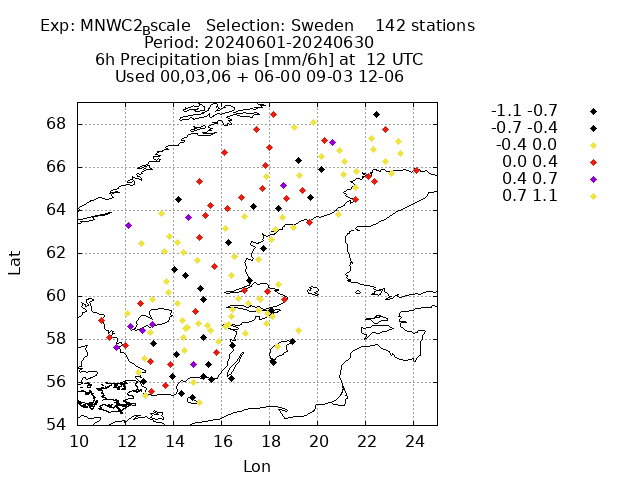 Exp: MNWC2Bscale   Selection: Sweden    142 stations
Period: 20240601-20240630
6h Precipitation bias [mm/6h] at  12 UTC
Used 00,03,06 + 06-00 09-03 12-06
-1.1 -0.7
-0.7 -0.4
-0.4 0.0
0.0 0.4
0.4 0.7
0.7 1.1
68
66
64
62
60
58
56
54
Lat
10 12 14 16 18 20 22 24
Lon